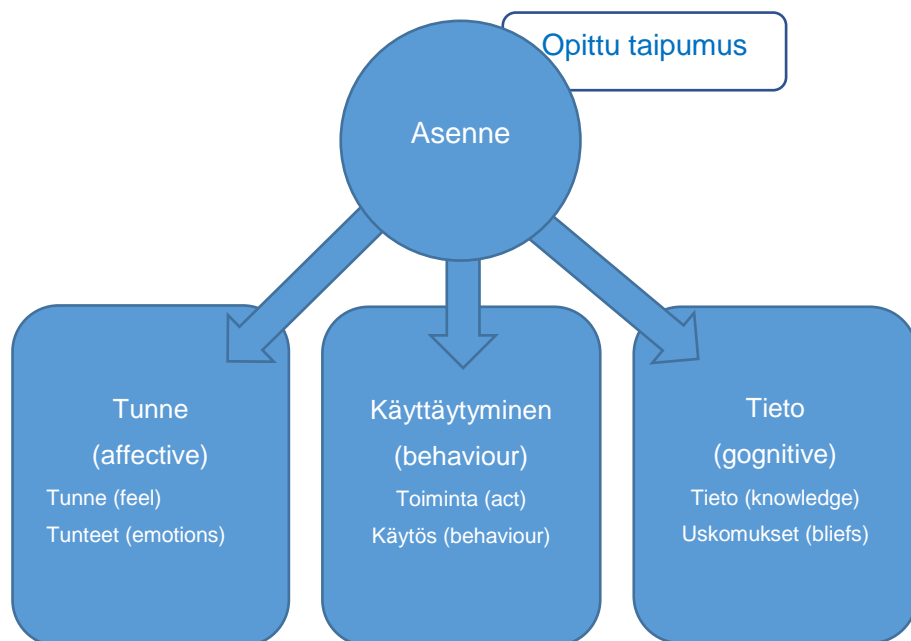 Opittu taipumus
Asenne
Tunne
(affective)
Tunne (feel)
Tunteet (emotions)
Käyttäytyminen
(behaviour)
Toiminta (act)
Käytös (behaviour)
Tieto
(gognitive)
Tieto (knowledge)
Uskomukset (bliefs)